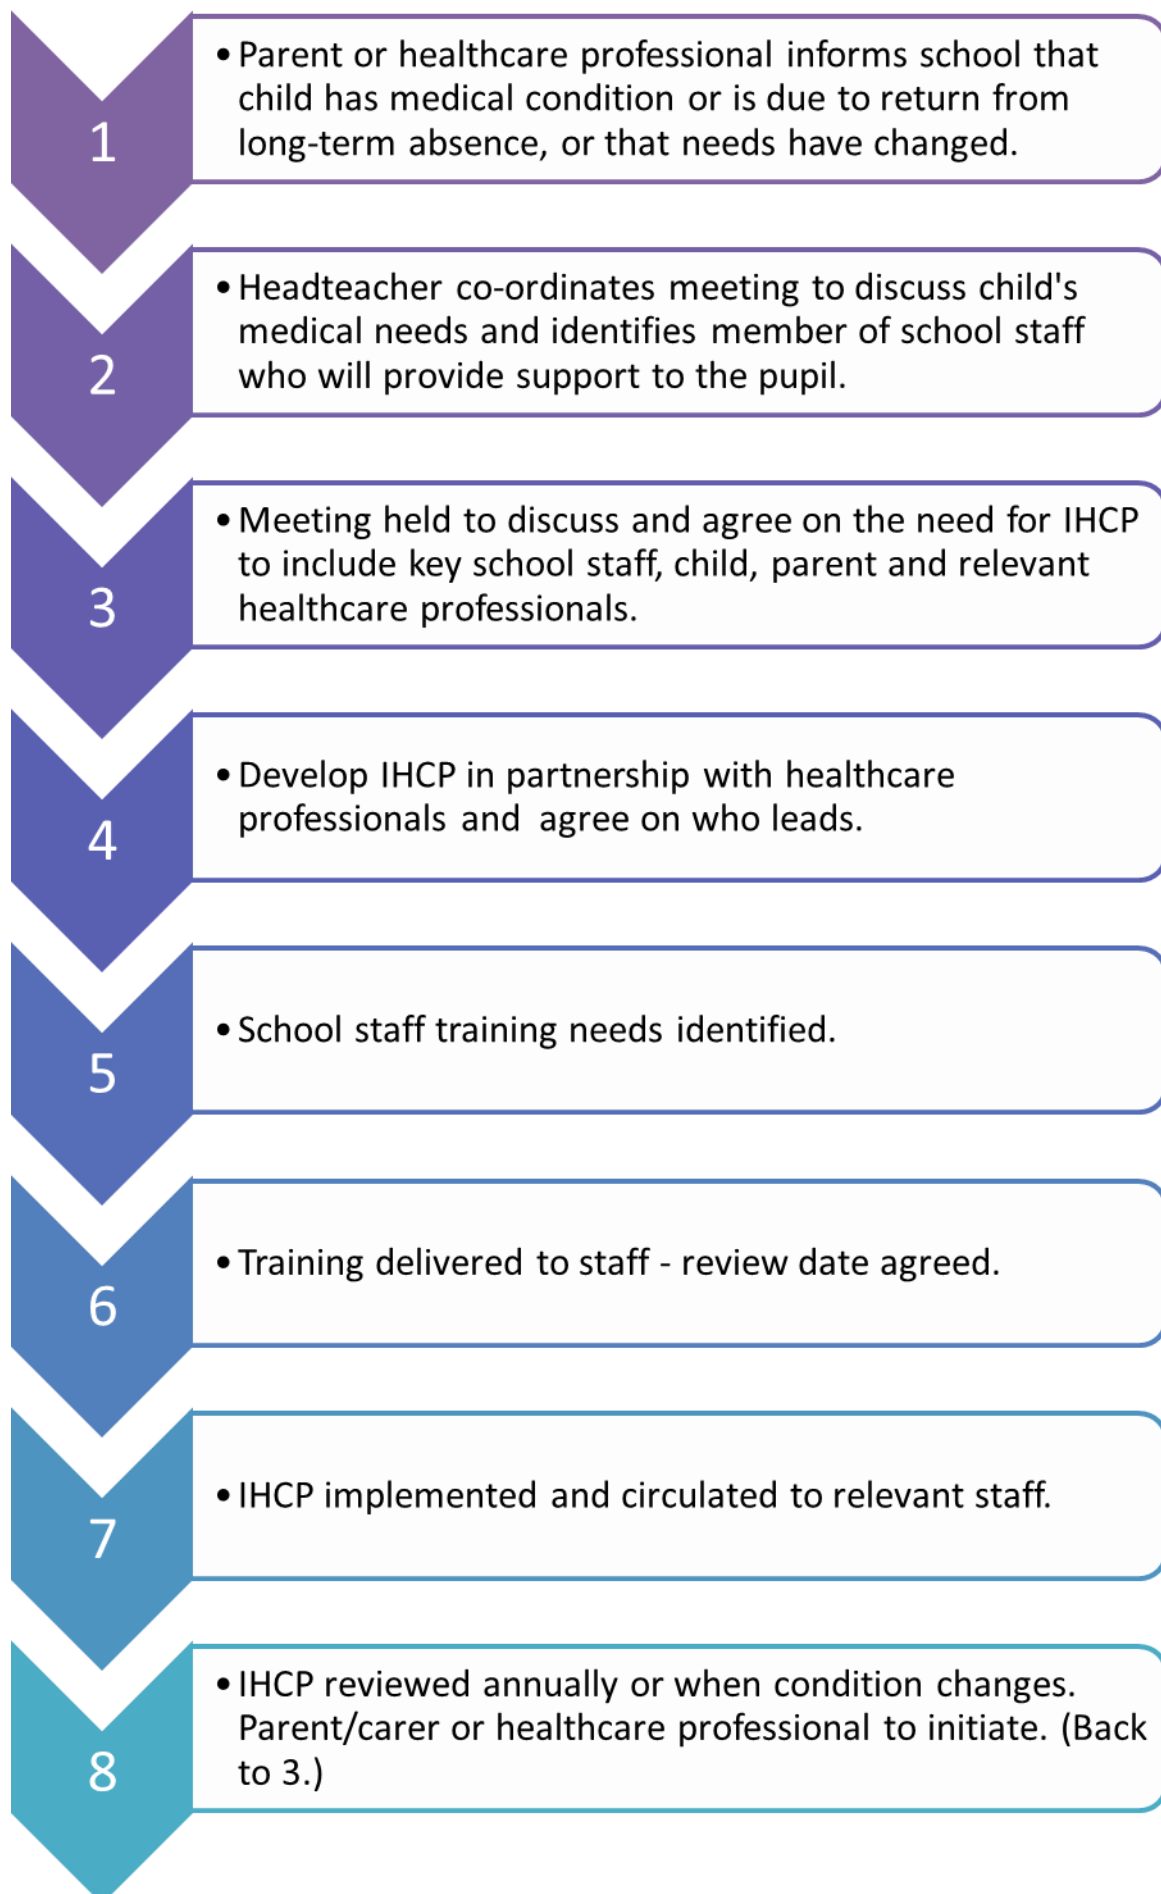 1
• Parent or healthcare professional informs school that
child has medical condition or is due to return from
long-term absence, or that needs have changed.
2
• Headteacher co-ordinates meeting to discuss child's
medical needs and identifies member of school staff
who will provide support to the pupil.
3
• Meeting held to discuss and agree on the need for IHCP
to include key school staff, child, parent and relevant
healthcare professionals.
4
• Develop IHCP in partnership with healthcare
professionals and agree on who leads.
5
• School staff training needs identified.
6
• Training delivered to staff - review date agreed.
7
• IHCP implemented and circulated to relevant staff.
8
• IHCP reviewed annually or when condition changes.
Parent/carer or healthcare professional to initiate. (Back
to 3.)